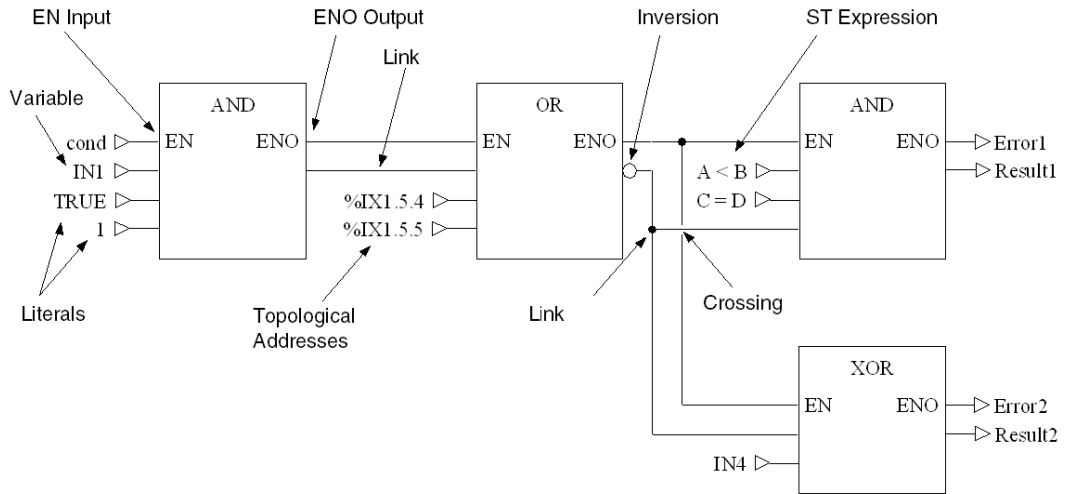 EN Input
ENO Output
Inversion
ST Expression
Link
Variable
AND
OR
AND
cond
EN
ENO
EN
ENO
EN
ENO
Error1
IN1
A < B
Result1
TRUE
%IX1.5.4
C = D
1
%IX1.5.5
Literals
Topological
Addresses
Link
Crossing
XOR
EN
ENO
Error2
Result2
IN4